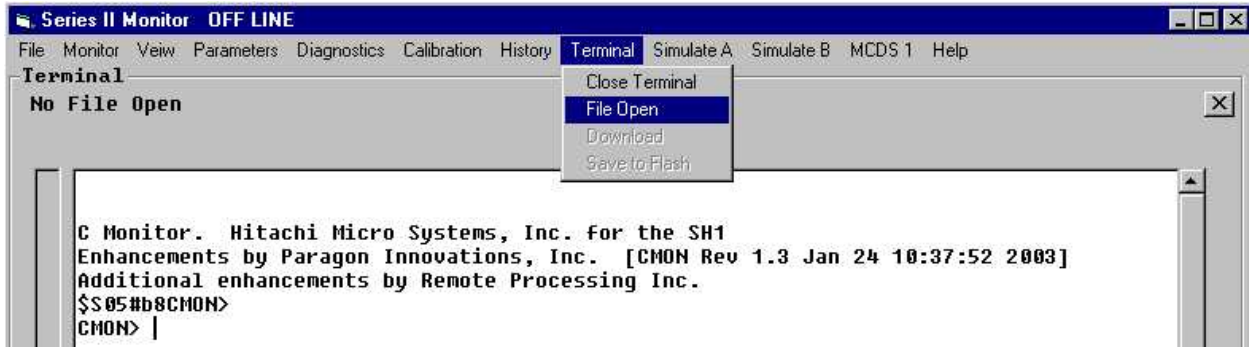 Series II Monitor OFF LINE
File Monitor Veiw Parameters Diagnostics Calibration History Terminal Simulate A Simulate B MCDS 1 Help
Terminal
No File Open
Close Terminal
File Open
Download
Save to Flash
C Monitor. Hitachi Micro Systems, Inc. for the SH1
Enhancements by Paragon Innovations, Inc. [CMON Rev 1.3 Jan 24 10:37:52 2003]
Additional enhancements by Remote Processing Inc.
$S05#b8CMON>
CMON>